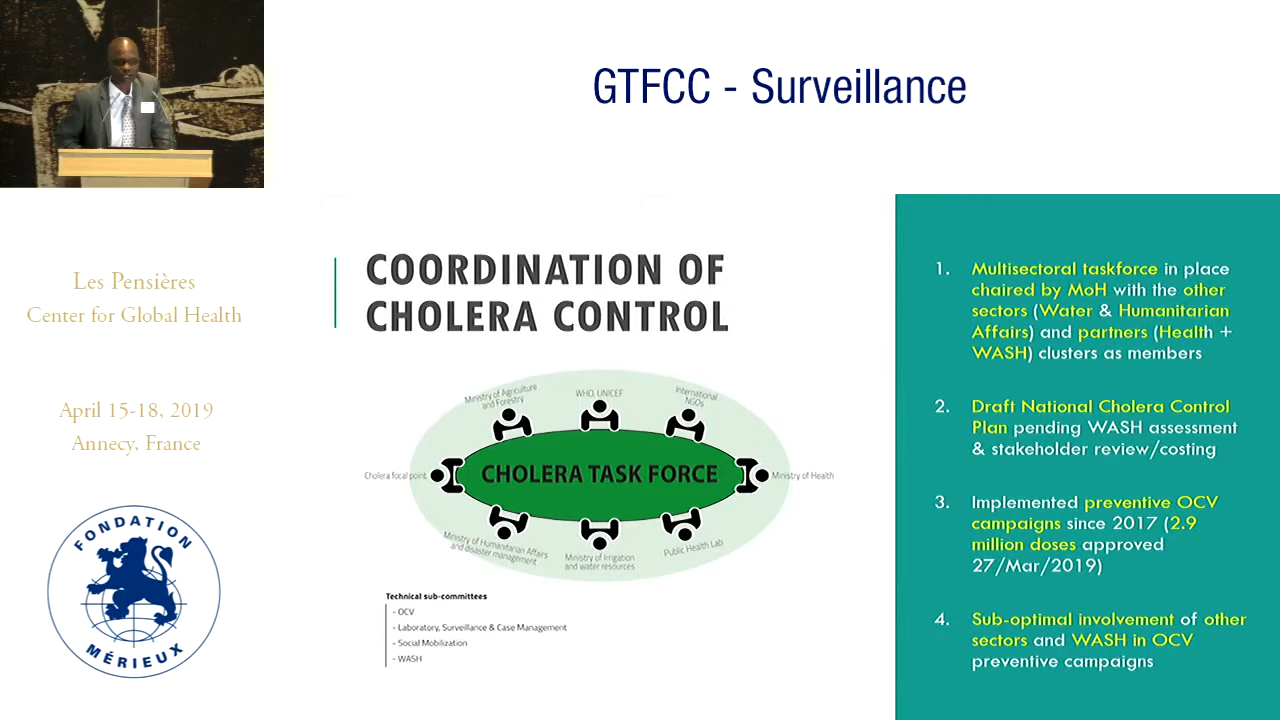 GTFCC - Surveillance
Les Pensières
Center for Global Health
April 15-18, 2019
Annecy, France
FONDATION
MÉRIEUX
COORDINATION OF
CHOLERA CONTROL
Ministry of Agriculture
and Forestry
WHO, UNICEF
International
NGOs
Cholera focal point
CHOLERA TASK FORCE
Ministry of Health
Ministry of Humanitarian Affairs
and disaster management
Ministry of Irrigation
and water resources
Public Health Lab
Technical sub-committees
- OCV
- Laboratory, Surveillance & Case Management
- Social Mobilization
- WASH
1. Multisectoral taskforce in place
chaired by MoH with the other
sectors (Water & Humanitarian
Affairs) and partners (Health +
WASH) clusters as members
2. Draft National Cholera Control
Plan pending WASH assessment
& stakeholder review/costing
3. Implemented preventive OCV
campaigns since 2017 (2.9
million doses approved
27/Mar/2019)
4. Sub-optimal involvement of other
sectors and WASH in OCV
preventive campaigns